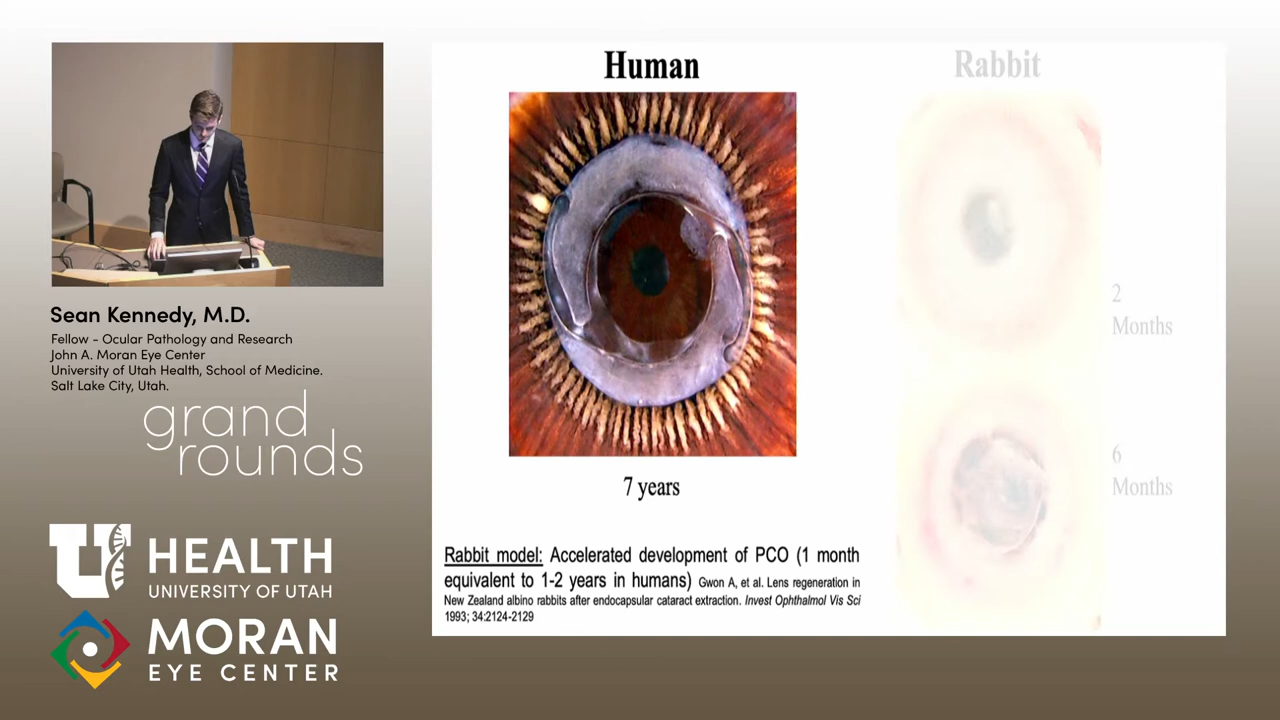 Sean Kennedy, M.D.
Fellow - Ocular Pathology and Research
John A. Moran Eye Center
University of Utah Health, School of Medicine.
Salt Lake City, Utah.
grand
rounds
U HEALTH
UNIVERSITY OF UTAH
MORAN
EYE CENTER
Human
7 years
Rabbit model: Accelerated development of PCO (1 month
equivalent to 1-2 years in humans) Gwon A, et al. Lens regeneration in
New Zealand albino rabbits after endocapsular cataract extraction. Invest Ophthalmol Vis Sci
1993; 34:2124-2129
Rabbit
2
Months
6
Months